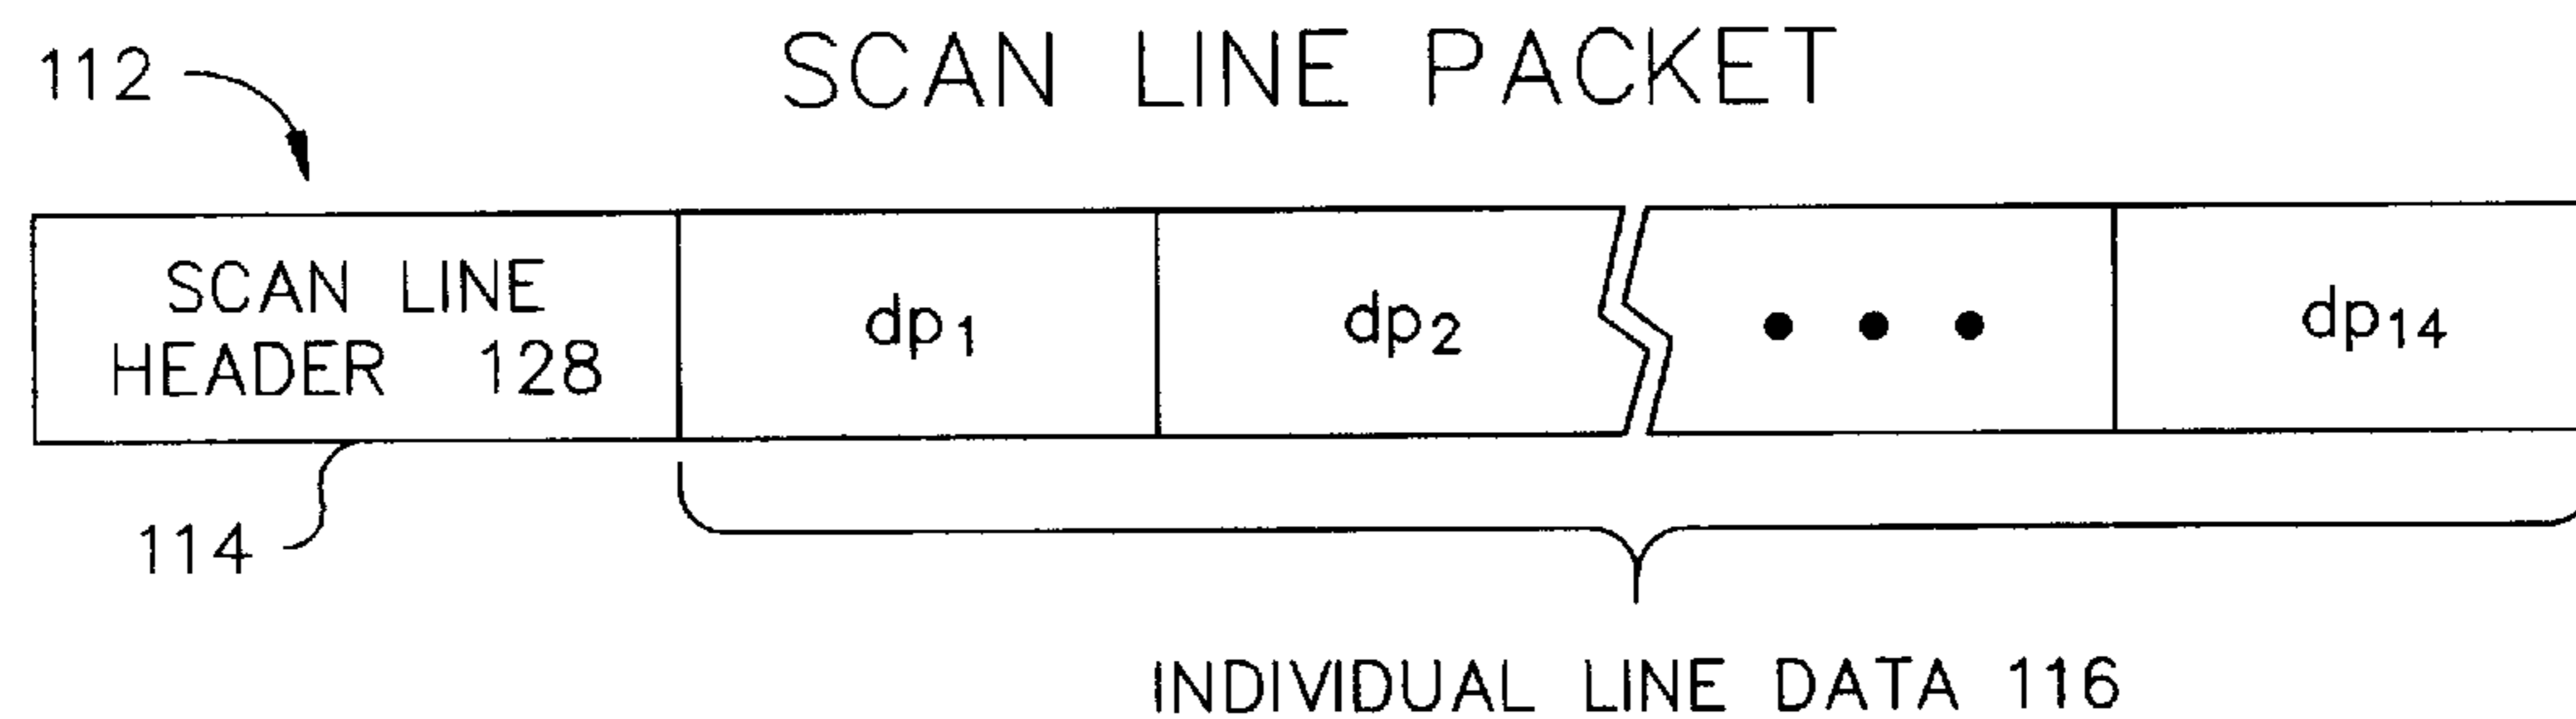 112
SCAN LINE PACKET
SCAN LINE
HEADER 128
dp₁
dp₂
• • •
dp₁₄
114
INDIVIDUAL LINE DATA 116